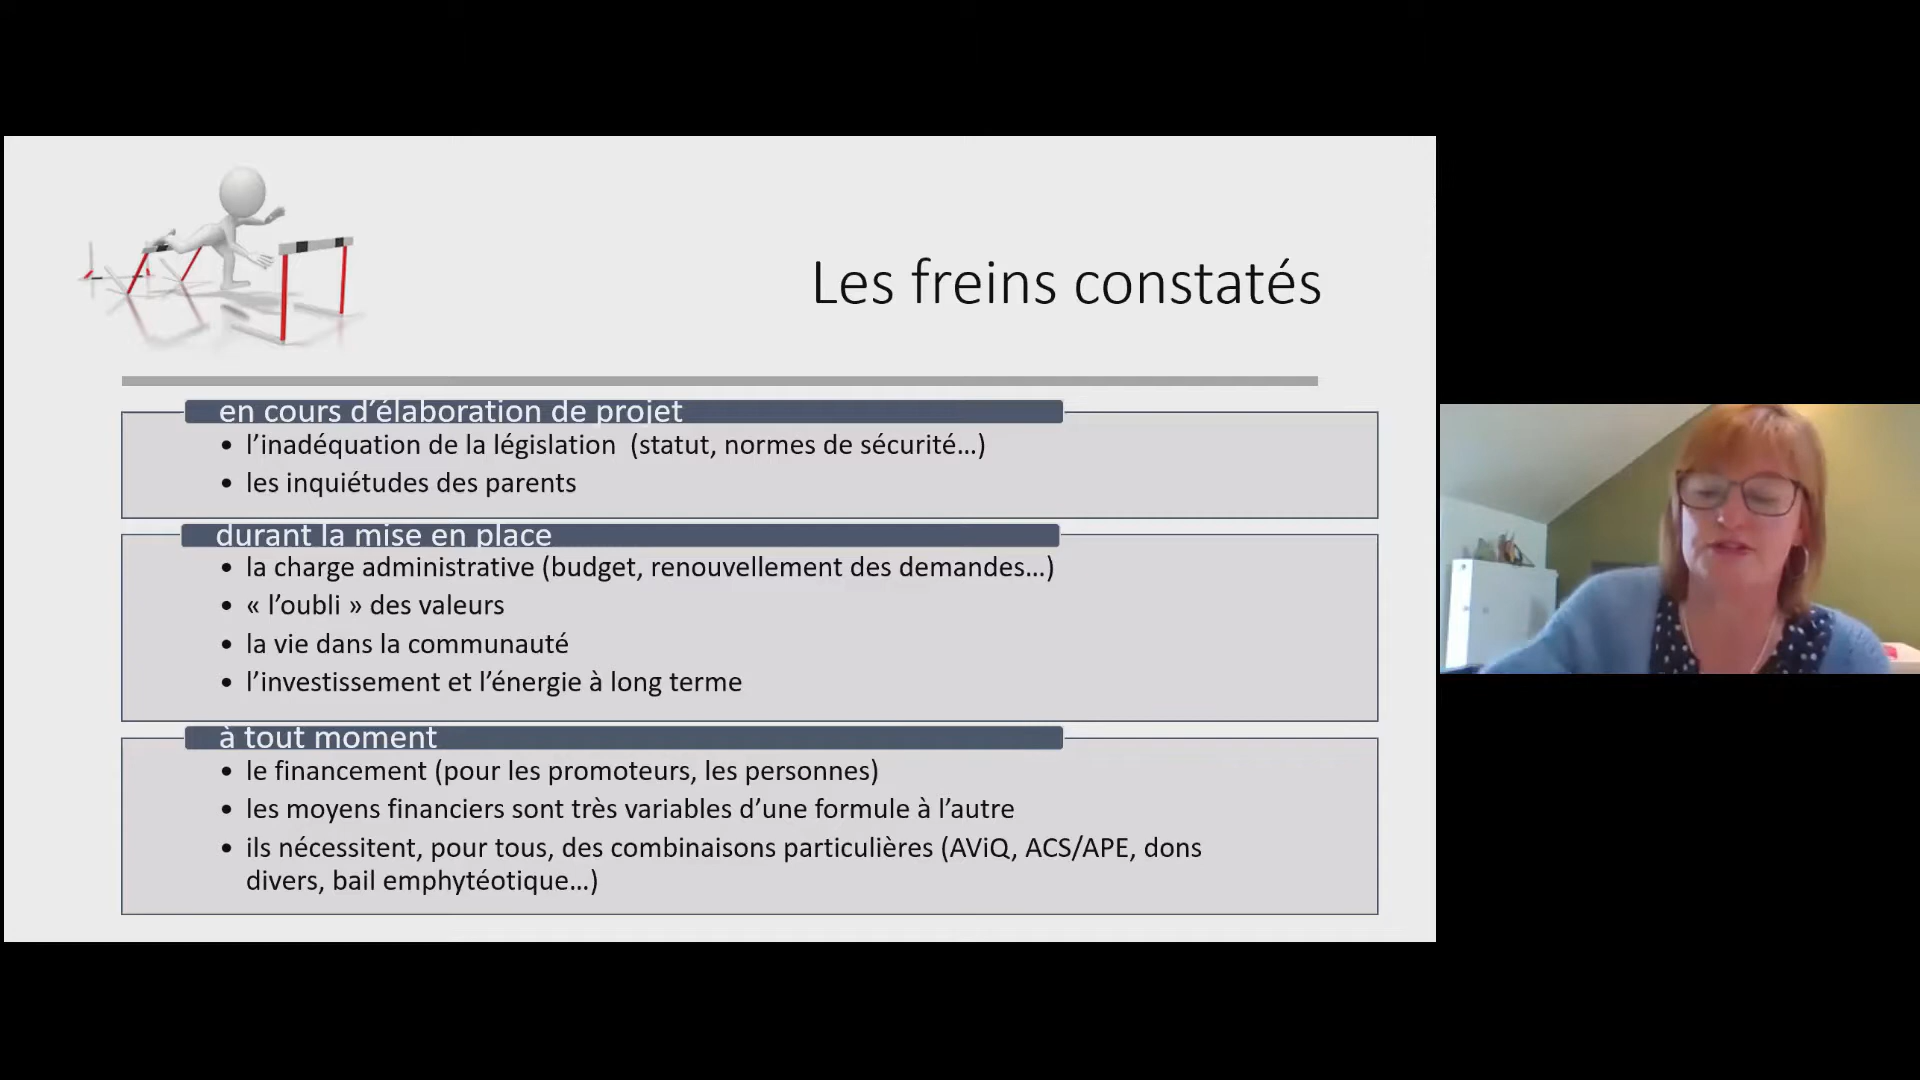 Les freins constatés
en cours d’élaboration de projet
• l’inadéquation de la législation (statut, normes de sécurité…)
• les inquiétudes des parents
durant la mise en place
• la charge administrative (budget, renouvellement des demandes…)
• « l’oubli » des valeurs
• la vie dans la communauté
• l’investissement et l’énergie à long terme
à tout moment
• le financement (pour les promoteurs, les personnes)
• les moyens financiers sont très variables d’une formule à l’autre
• ils nécessitent, pour tous, des combinaisons particulières (AViQ, ACS/APE, dons
divers, bail emphytéotique…)